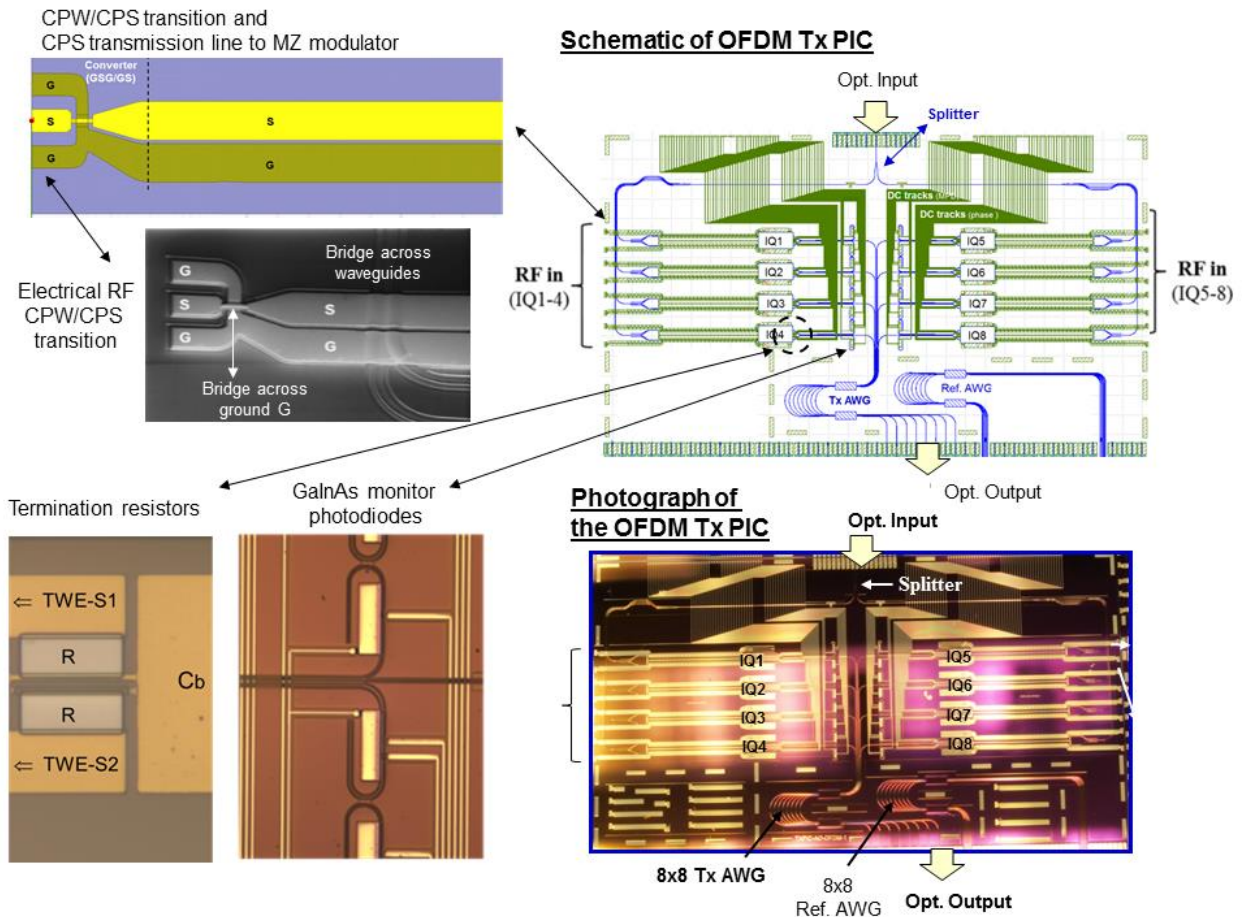 CPW/CPS transition and
CPS transmission line to MZ modulator
Converter
(GSG/GS)
G
S
G
S
G
Electrical RF
CPW/CPS
transition
G
S
G
Bridge across
waveguides
S
G
Bridge across
ground G
Schematic of OFDM Tx PIC
Opt. Input
Splitter
DC tracks (MPD)
DC tracks (phase )
RF in
(IQ1-4)
IQ1
IQ2
IQ3
IQ4
IQ5
IQ6
IQ7
IQ8
RF in
(IQ5-8)
Tx AWG
Ref. AWG
Opt. Output
Termination resistors
⇐ TWE-S1
R
R
Cb
⇐ TWE-S2
GaInAs monitor
photodiodes
Photograph of
the OFDM Tx PIC
Opt. Input
Splitter
IQ1
IQ2
IQ3
IQ4
IQ5
IQ6
IQ7
IQ8
8x8 Tx AWG
8x8
Ref. AWG
Opt. Output